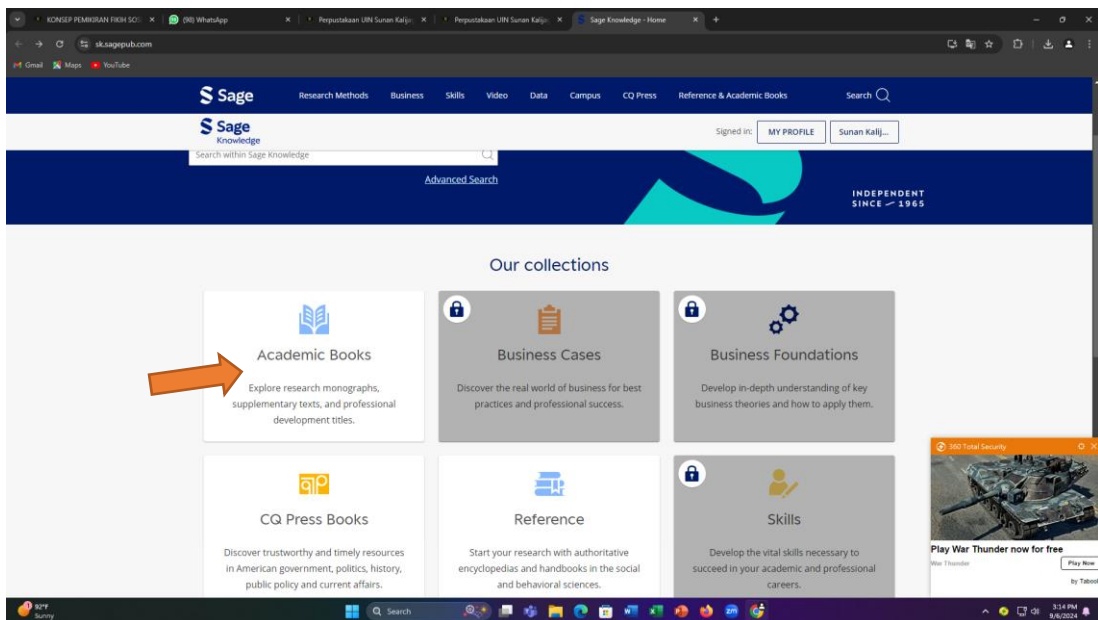 KONSEP PEMIKIRAN FIKIH SOS
(98) WhatsApp
Perpustakaan UIN Sunan Kalija
Perpustakaan UIN Sunan Kalija
Sage Knowledge - Home
sk.sagepub.com
Gmail
Maps
YouTube
Sage
Research Methods
Business
Skills
Video
Data
Campus
CQ Press
Reference & Academic Books
Search
Sage
Knowledge
Signed in:
MY PROFILE
Sunan Kalij...
Search within Sage Knowledge
Advanced Search
INDEPENDENT
SINCE 1965
Our collections
Academic Books
Explore research monographs,
supplementary texts, and professional
development titles.
Business Cases
Discover the real world of business for best
practices and professional success.
Business Foundations
Develop in-depth understanding of key
business theories and how to apply them.
CQ Press Books
Discover trustworthy and timely resources
in American government, politics, history,
public policy and current affairs.
Reference
Start your research with authoritative
encyclopedias and handbooks in the social
and behavioral sciences.
Skills
Develop the vital skills necessary to
succeed in your academic and professional
careers.
360 Total Security
Play War Thunder now for free
War Thunder
Play Now
by Tabool
92°F
Sunny
Search
zm
3:14 PM
9/6/2024